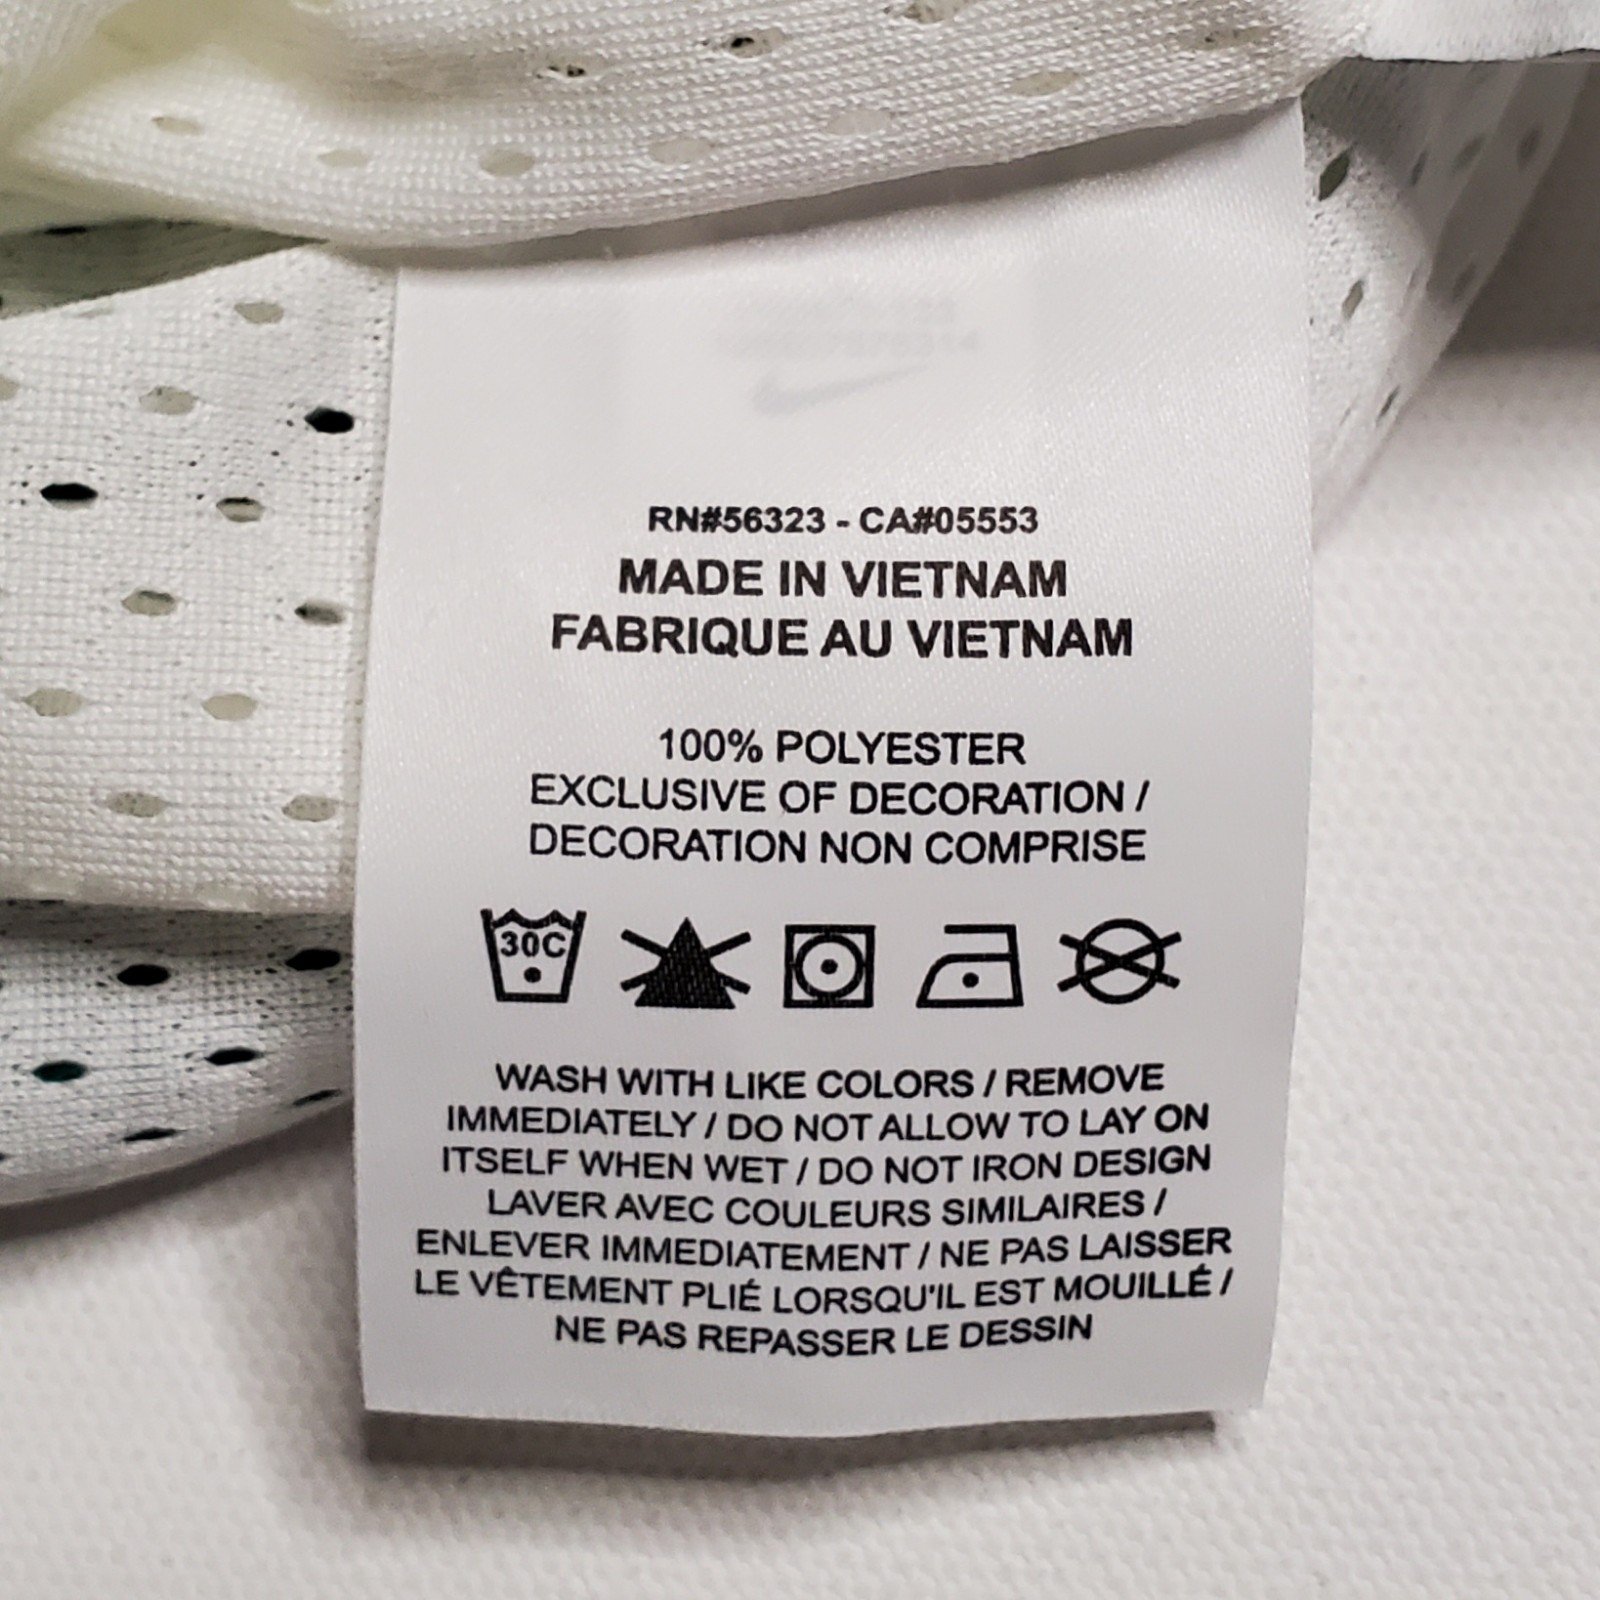 RN#56323 - CA#05553
MADE IN VIETNAM
FABRIQUE AU VIETNAM
100% POLYESTER
EXCLUSIVE OF DECORATION /
DECORATION NON COMPRISE
30C
WASH WITH LIKE COLORS / REMOVE
IMMEDIATELY / DO NOT ALLOW TO LAY ON
ITSELF WHEN WET / DO NOT IRON DESIGN
LAVER AVEC COULEURS SIMILAIRES /
ENLEVER IMMEDIATEMENT / NE PAS LAISSER
LE VÊTEMENT PLIÉ LORSQU'IL EST MOUILLÉ /
NE PAS REPASSER LE DESSIN